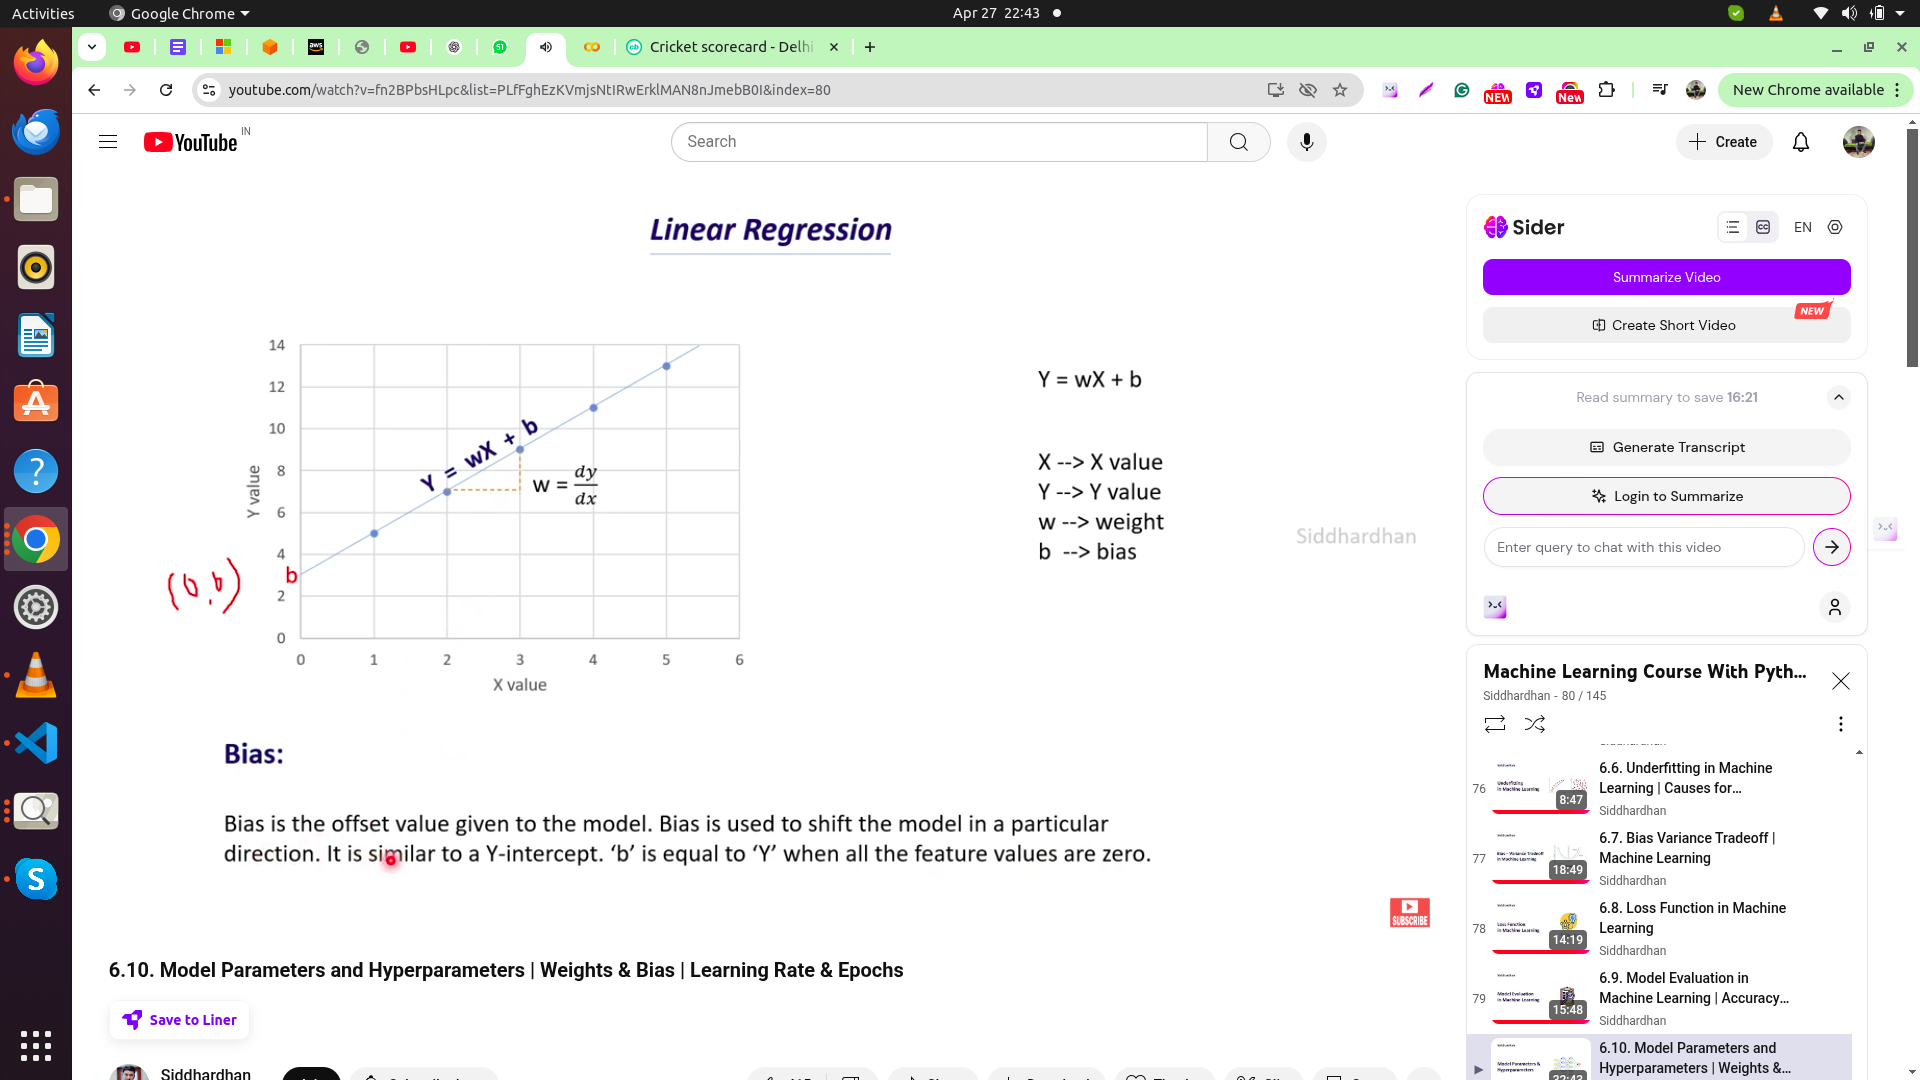 Activities
Google Chrome
Apr 27 22:43
Cricket scorecard - Delhi
youtube.com/watch?v=fn2BPbsHLpc&list=PLfFghEzKVmjsNtIRwErklMAN8nJmebB0I&index=80
NEW
New
New Chrome available
YouTube
IN
Search
Create
Linear Regression
14
12
10
8
6
4
2
0
0 1 2 3 4 5 6
Y value
X value
Y = wX + b
w = dy
dx
b
Y = wX + b
X --> X value
Y --> Y value
w --> weight
b --> bias
Siddhardhan
Bias:
Bias is the offset value given to the model. Bias is used to shift the model in a particular
direction. It is similar to a Y-intercept. ‘b’ is equal to ‘Y’ when all the feature values are zero.
SUBSCRIBE
6.10. Model Parameters and Hyperparameters | Weights & Bias | Learning Rate & Epochs
Save to Liner
Siddhardhan
Sider
EN
Summarize Video
NEW
Create Short Video
Read summary to save 16:21
Generate Transcript
Login to Summarize
Enter query to chat with this video
Machine Learning Course With Pyth...
Siddhardhan - 80 / 145
76
8:47
6.6. Underfitting in Machine
Learning | Causes for...
Siddhardhan
77
18:49
6.7. Bias Variance Tradeoff |
Machine Learning
Siddhardhan
78
14:19
6.8. Loss Function in Machine
Learning
Siddhardhan
79
15:48
6.9. Model Evaluation in
Machine Learning | Accuracy...
Siddhardhan
6.10. Model Parameters and
Hyperparameters | Weights &...